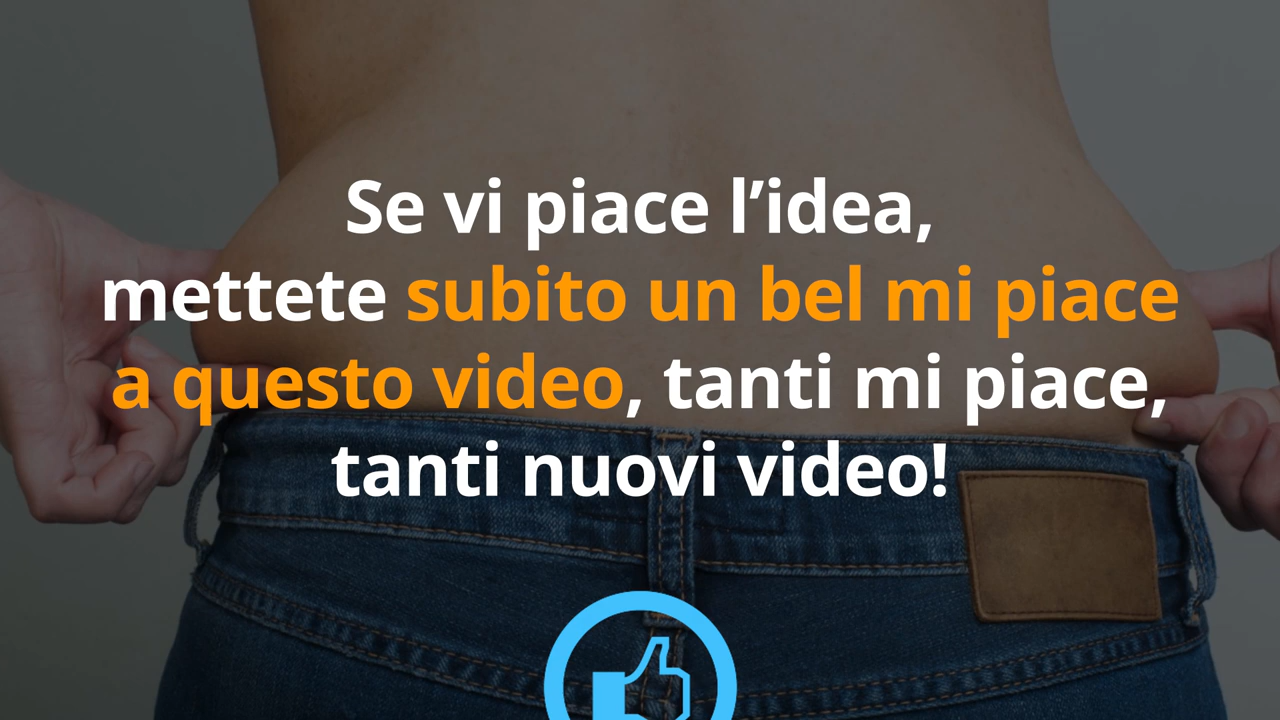 Se vi piace l’idea,
mettete subito un bel mi piace
a questo video, tanti mi piace,
tanti nuovi video!